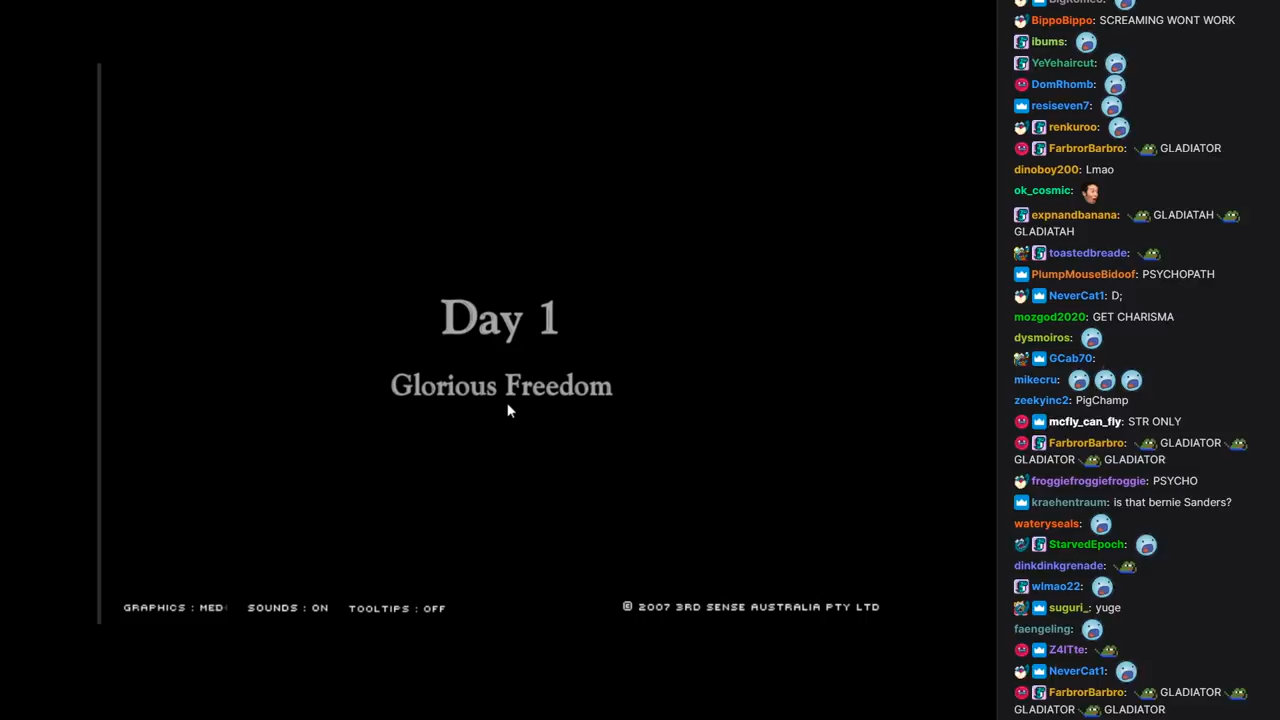 Day 1
Glorious Freedom
GRAPHICS : MED
SOUNDS : ON
TOOLTIPS : OFF
© 2007 3RD SENSE AUSTRALIA PTY LTD
BippoBippo: SCREAMING WONT WORK
ibums:
YeYehaircut:
DomRhomb:
resiseven7:
renkuroo:
FarbrorBarbro: GLADIATOR
dinoboy200: Lmao
ok_cosmic:
expnandbanana: GLADIATAH
GLADIATAH
toastedbreade:
PlumpMouseBidoof: PSYCHOPATH
NeverCat1: D;
mozgod2020: GET CHARISMA
dysmoiros:
GCab70:
mikecru:
zeekyinc2: PigChamp
mcfly_can_fly: STR ONLY
FarbrorBarbro: GLADIATOR
GLADIATOR GLADIATOR
froggiefroggiefroggie: PSYCHO
kraehentraum: is that bernie Sanders?
wateryseals:
StarvedEpoch:
dinkdinkgrenade:
wlmao22:
suguri_: yuge
faengeling:
Z4ITte:
NeverCat1:
FarbrorBarbro: GLADIATOR
GLADIATOR GLADIATOR